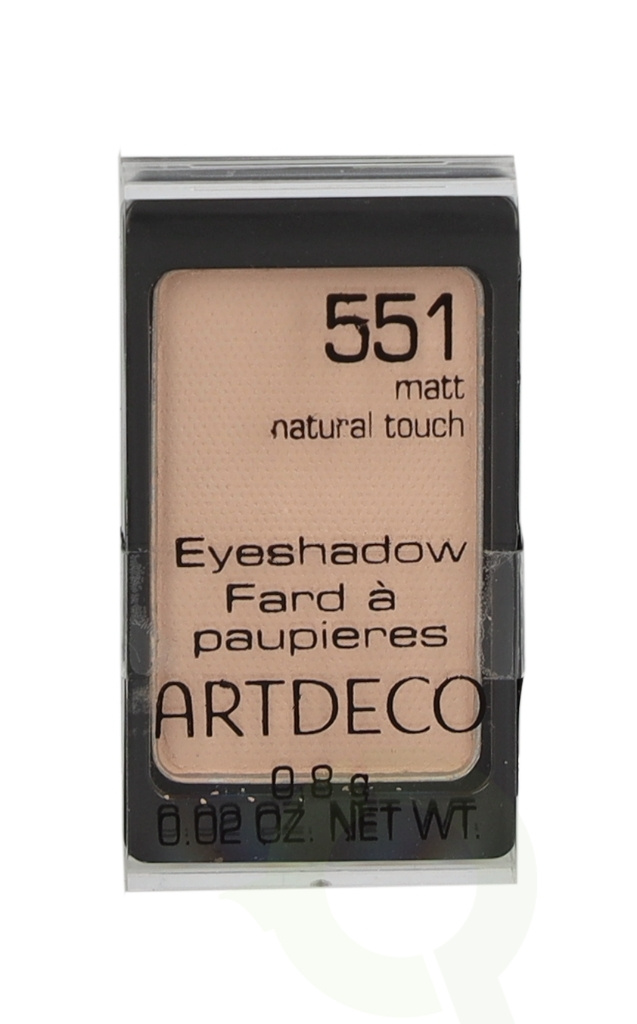 551
matt
natural touch
Eyeshadow
Fard à
paupieres
ARTDECO
0.8 g
0.02 OZ. NET WT.